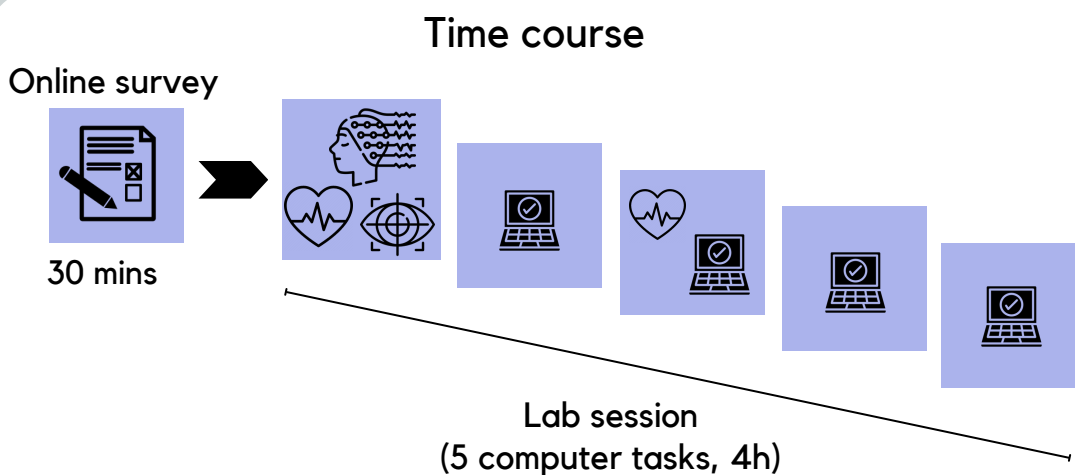 Time course
Online survey
30 mins
Lab session
(5 computer tasks, 4h)